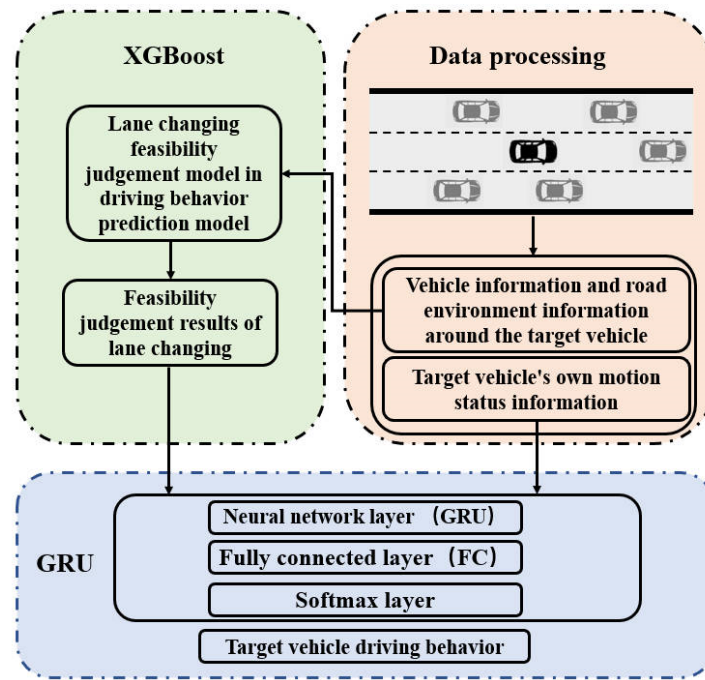 XGBoost
Lane changing
feasibility
judgement model in
driving behavior
prediction model
Feasibility
judgement results of
lane changing
Data processing
Vehicle information and road
environment information
around the target vehicle
Target vehicle's own motion
status information
GRU
Neural network layer（GRU）
Fully connected layer（FC）
Softmax layer
Target vehicle driving behavior